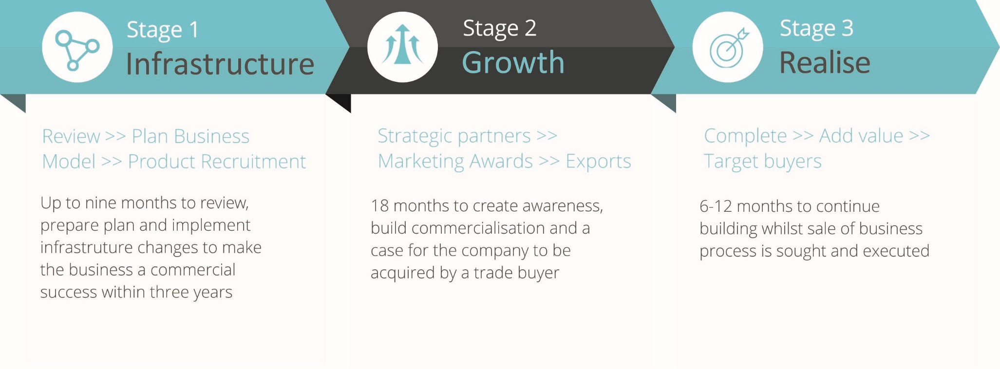 Stage 1
Infrastructure
Review >> Plan Business
Model >> Product Recruitment
Up to nine months to review,
prepare plan and implement
infrastruture changes to make
the business a commercial
success within three years
Stage 2
Growth
Strategic partners >>
Marketing Awards >> Exports
18 months to create awareness,
build commercialisation and a
case for the company to be
acquired by a trade buyer
Stage 3
Realise
Complete >> Add value >>
Target buyers
6-12 months to continue
building whilst sale of business
process is sought and executed